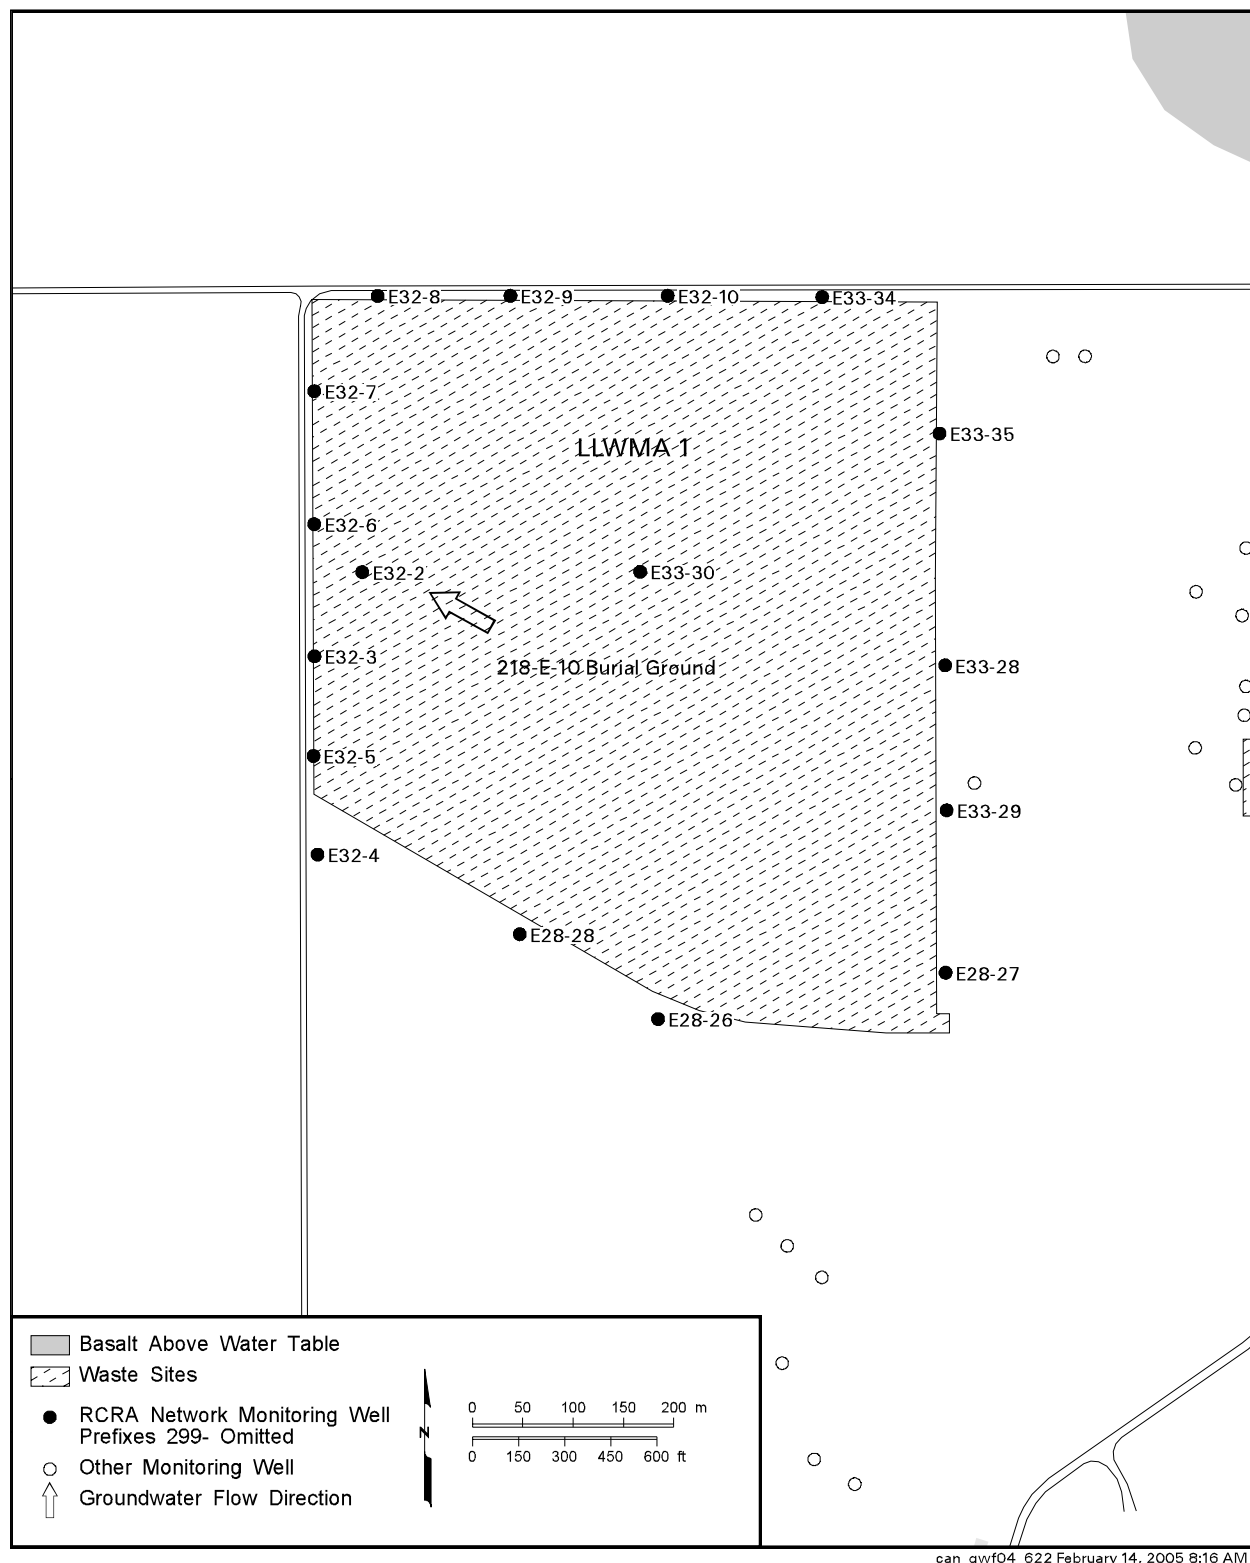 E32-8
E32-9
E32-10
E33-34
E32-7
E33-35
LLWMA 1
E32-6
E32-2
E33-30
E32-3
218-E-10 Burial Ground
E33-28
E32-5
E33-29
E32-4
E28-28
E28-27
E28-26
Basalt Above Water Table
Waste Sites
RCRA Network Monitoring Well
Prefixes 299- Omitted
Other Monitoring Well
Groundwater Flow Direction
N
0 50 100 150 200 m
0 150 300 450 600 ft
can_gwf04_622 February 14, 2005 8:16 AM